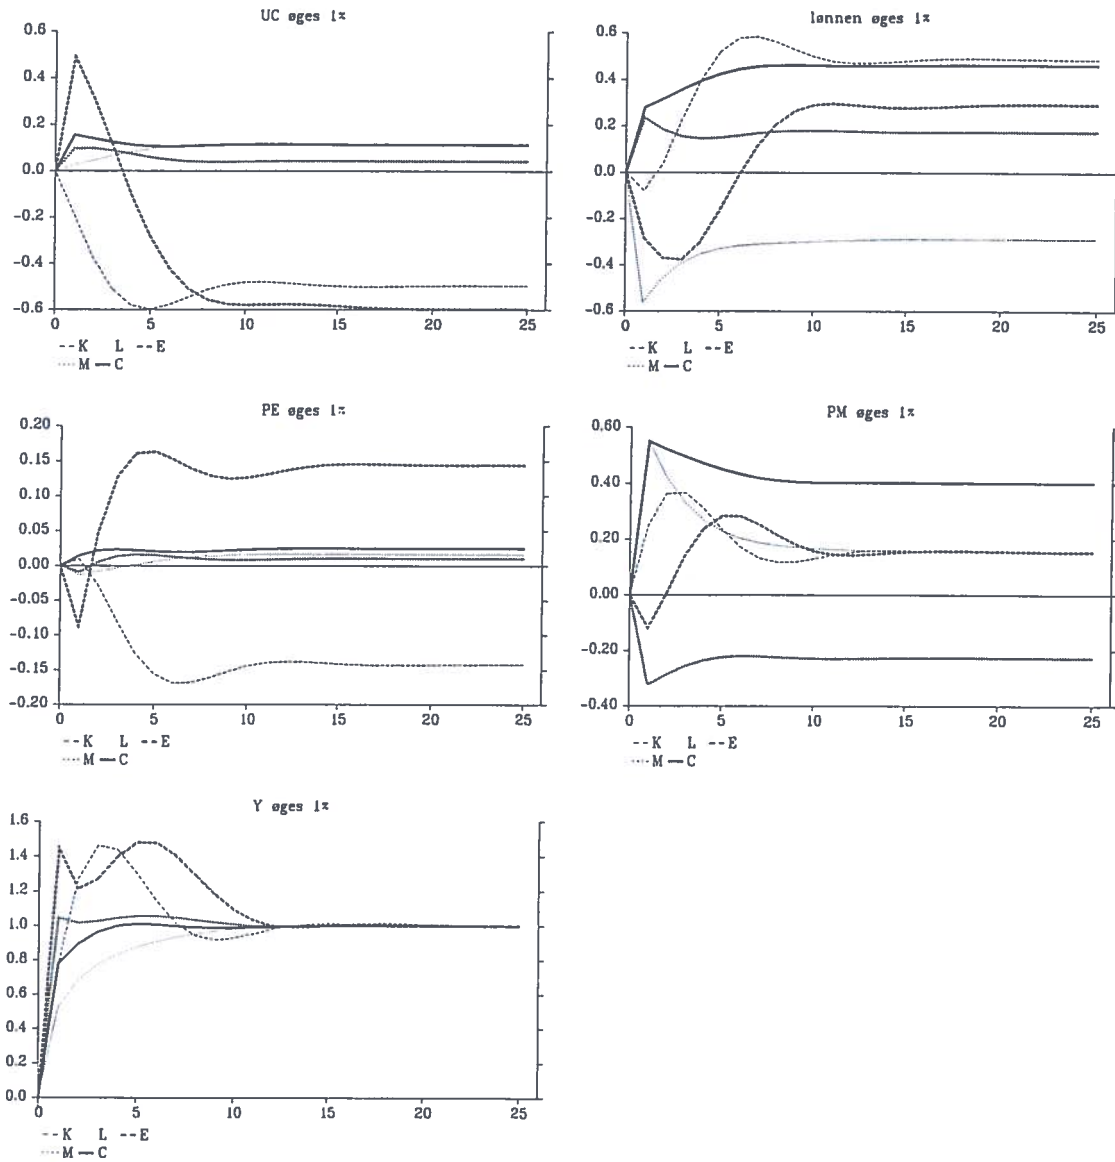 UC øges 1%
0.6
0.4
0.2
0.0
-0.2
-0.4
-0.6
0 5 10 15 20 25
--K L --E
M — C
lønnen øges 1%
0.6
0.4
0.2
0.0
-0.2
-0.4
-0.6
0 5 10 15 20 25
--K L --E
M — C
PE øges 1%
0.20
0.15
0.10
0.05
0.00
-0.05
-0.10
-0.15
-0.20
0 5 10 15 20 25
--K L --E
M — C
PM øges 1%
0.60
0.40
0.20
0.00
-0.20
-0.40
0 5 10 15 20 25
--K L --E
M — C
Y øges 1%
1.6
1.4
1.2
1.0
0.8
0.6
0.4
0.2
0.0
0 5 10 15 20 25
--K L --E
M — C